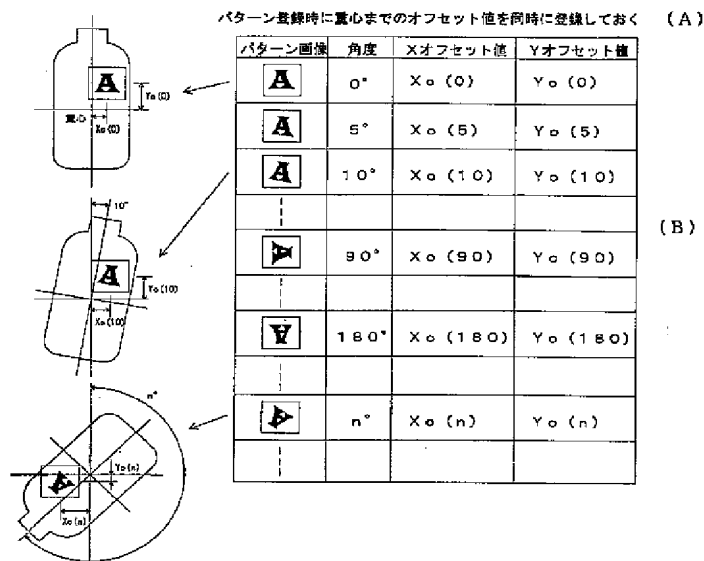 パターン登録時に重心までのオフセット値を同時に登録しておく (A)
パターン画像 角度 Xオフセット値 Yオフセット値
A 0° Xo (0) Yo (0)
A 5° Xo (5) Yo (5)
A 10° Xo (10) Yo (10)
(B)
A 90° Xo (90) Yo (90)
A 180° Xo (180) Yo (180)
A n° Xo (n) Yo (n)
A
Yo(0)
重心
Xo(0)
10°
A
Yo(10)
Xo(10)
n°
A
Yo(n)
Xo(n)